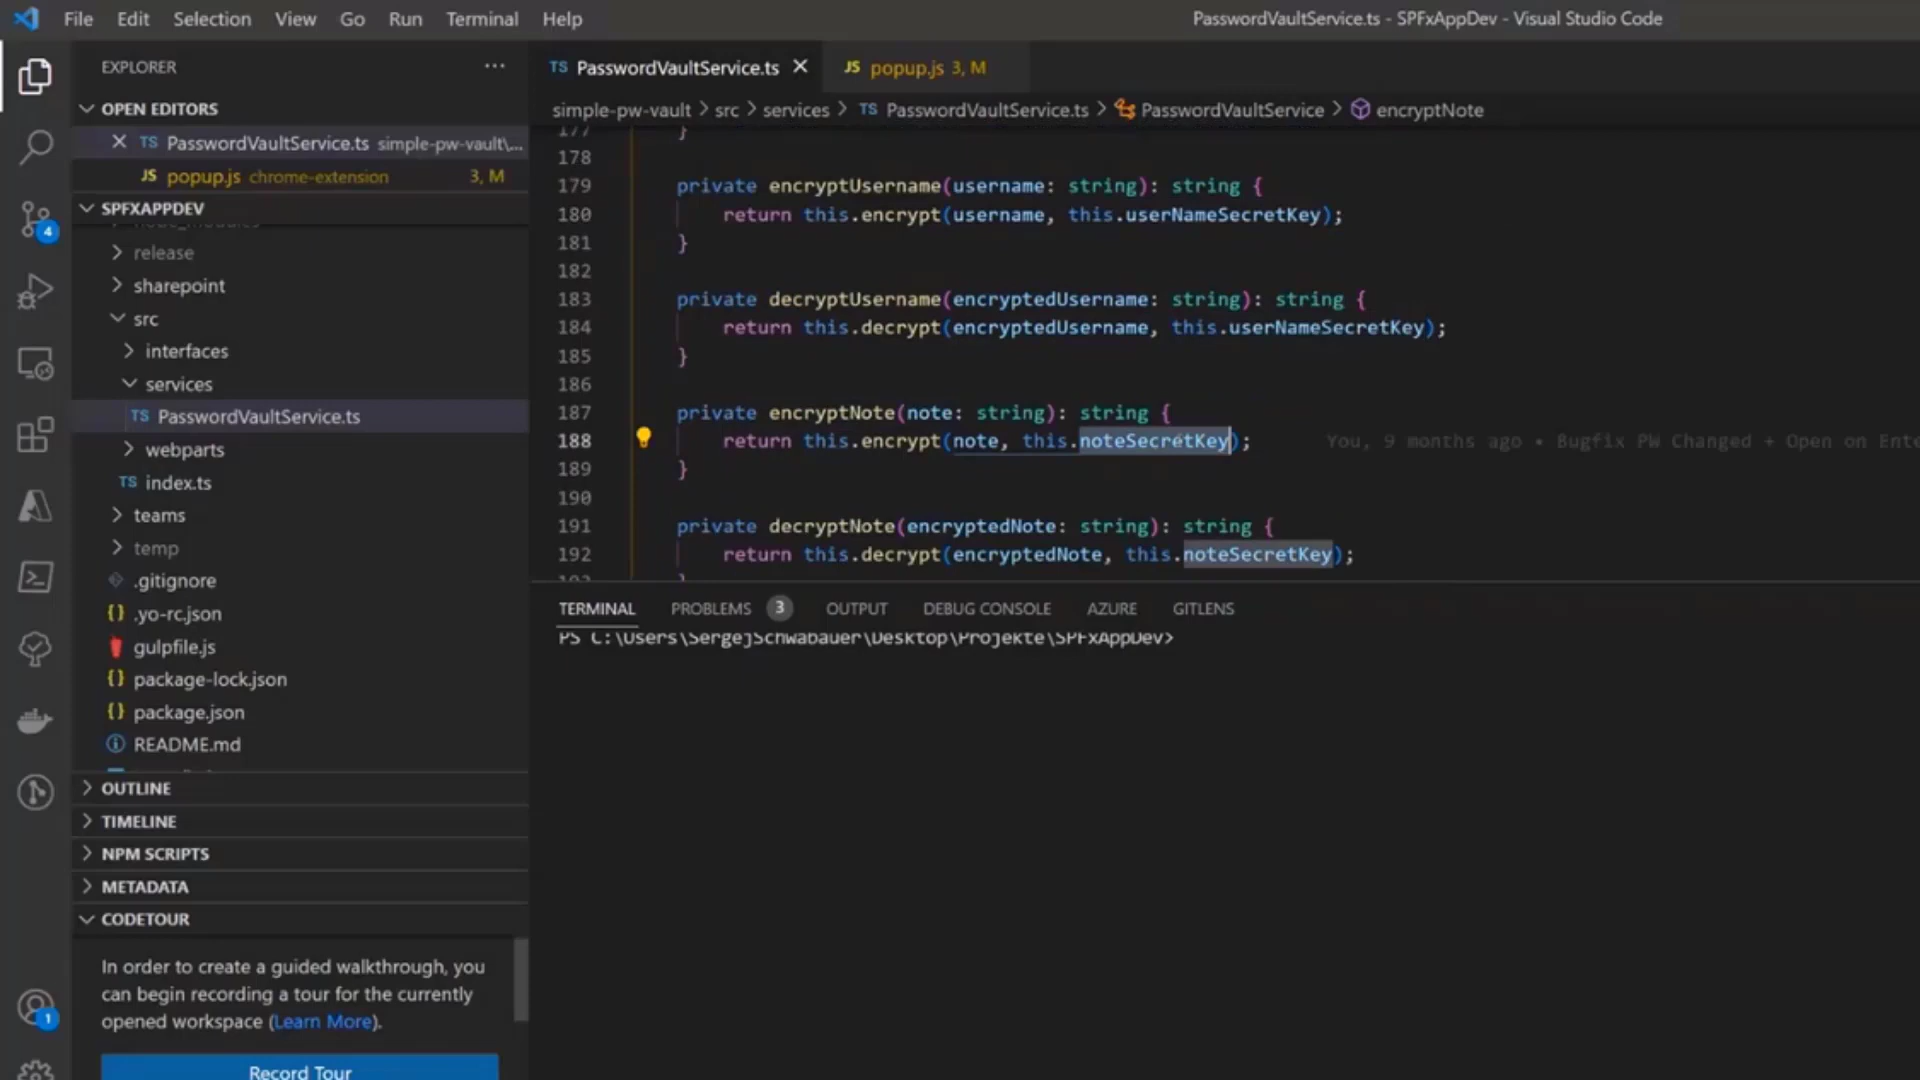 File Edit Selection View Go Run Terminal Help
PasswordVaultService.ts - SPFxAppDev - Visual Studio Code
EXPLORER
OPEN EDITORS
TS PasswordVaultService.ts simple-pw-vault\...
JS popup.js chrome-extension 3, M
SPFXAPPDEV
node_modules
release
sharepoint
src
interfaces
services
TS PasswordVaultService.ts
webparts
TS index.ts
teams
temp
.gitignore
{} .yo-rc.json
gulpfile.js
{} package-lock.json
{} package.json
README.md
OUTLINE
TIMELINE
NPM SCRIPTS
METADATA
CODETOUR
In order to create a guided walkthrough, you
can begin recording a tour for the currently
opened workspace (Learn More).
Record Tour
4
1
TS PasswordVaultService.ts
JS popup.js 3, M
simple-pw-vault > src > services > TS PasswordVaultService.ts > PasswordVaultService > encryptNote
177 }
178
179 private encryptUsername(username: string): string {
180 return this.encrypt(username, this.userNameSecretKey);
181 }
182
183 private decryptUsername(encryptedUsername: string): string {
184 return this.decrypt(encryptedUsername, this.userNameSecretKey);
185 }
186
187 private encryptNote(note: string): string {
188 return this.encrypt(note, this.noteSecretKey); You, 9 months ago • Bugfix PW Changed + Open on Ente
189 }
190
191 private decryptNote(encryptedNote: string): string {
192 return this.decrypt(encryptedNote, this.noteSecretKey);
193 }
TERMINAL PROBLEMS 3 OUTPUT DEBUG CONSOLE AZURE GITLENS
PS C:\Users\SergejSchwabauer\Desktop\Projekte\SPFxAppDev>